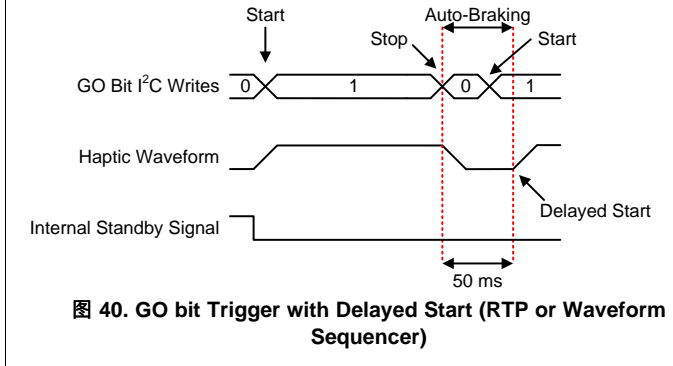 Start
Auto-Braking
Stop
Start
GO Bit I²C Writes
0
1
0
1
Haptic Waveform
Delayed Start
Internal Standby Signal
50 ms
图 40. GO bit Trigger with Delayed Start (RTP or Waveform
Sequencer)